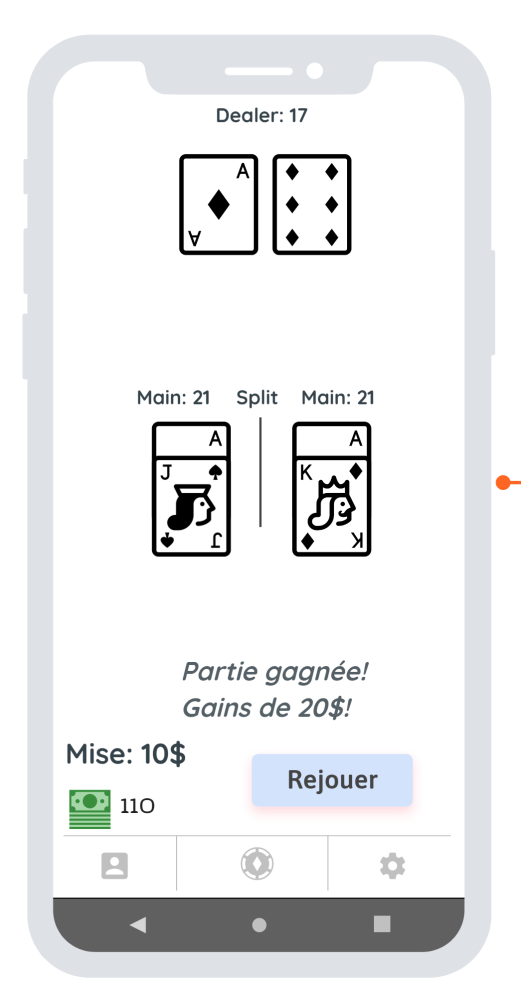 Dealer: 17
A
A
Main: 21 Split Main: 21
A A
J K
J K
Partie gagnée!
Gains de 20$!
Mise: 10$
Rejouer
110